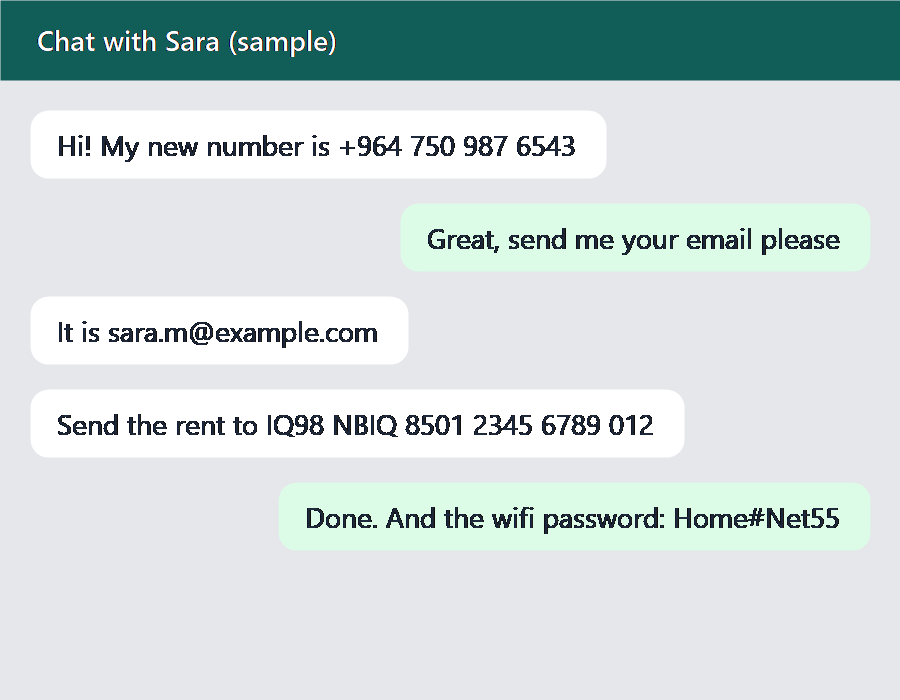 Chat with Sara (sample)
Hi! My new number is +964 750 987 6543
Great, send me your email please
It is sara.m@example.com
Send the rent to IQ98 NBIQ 8501 2345 6789 012
Done. And the wifi password: Home#Net55